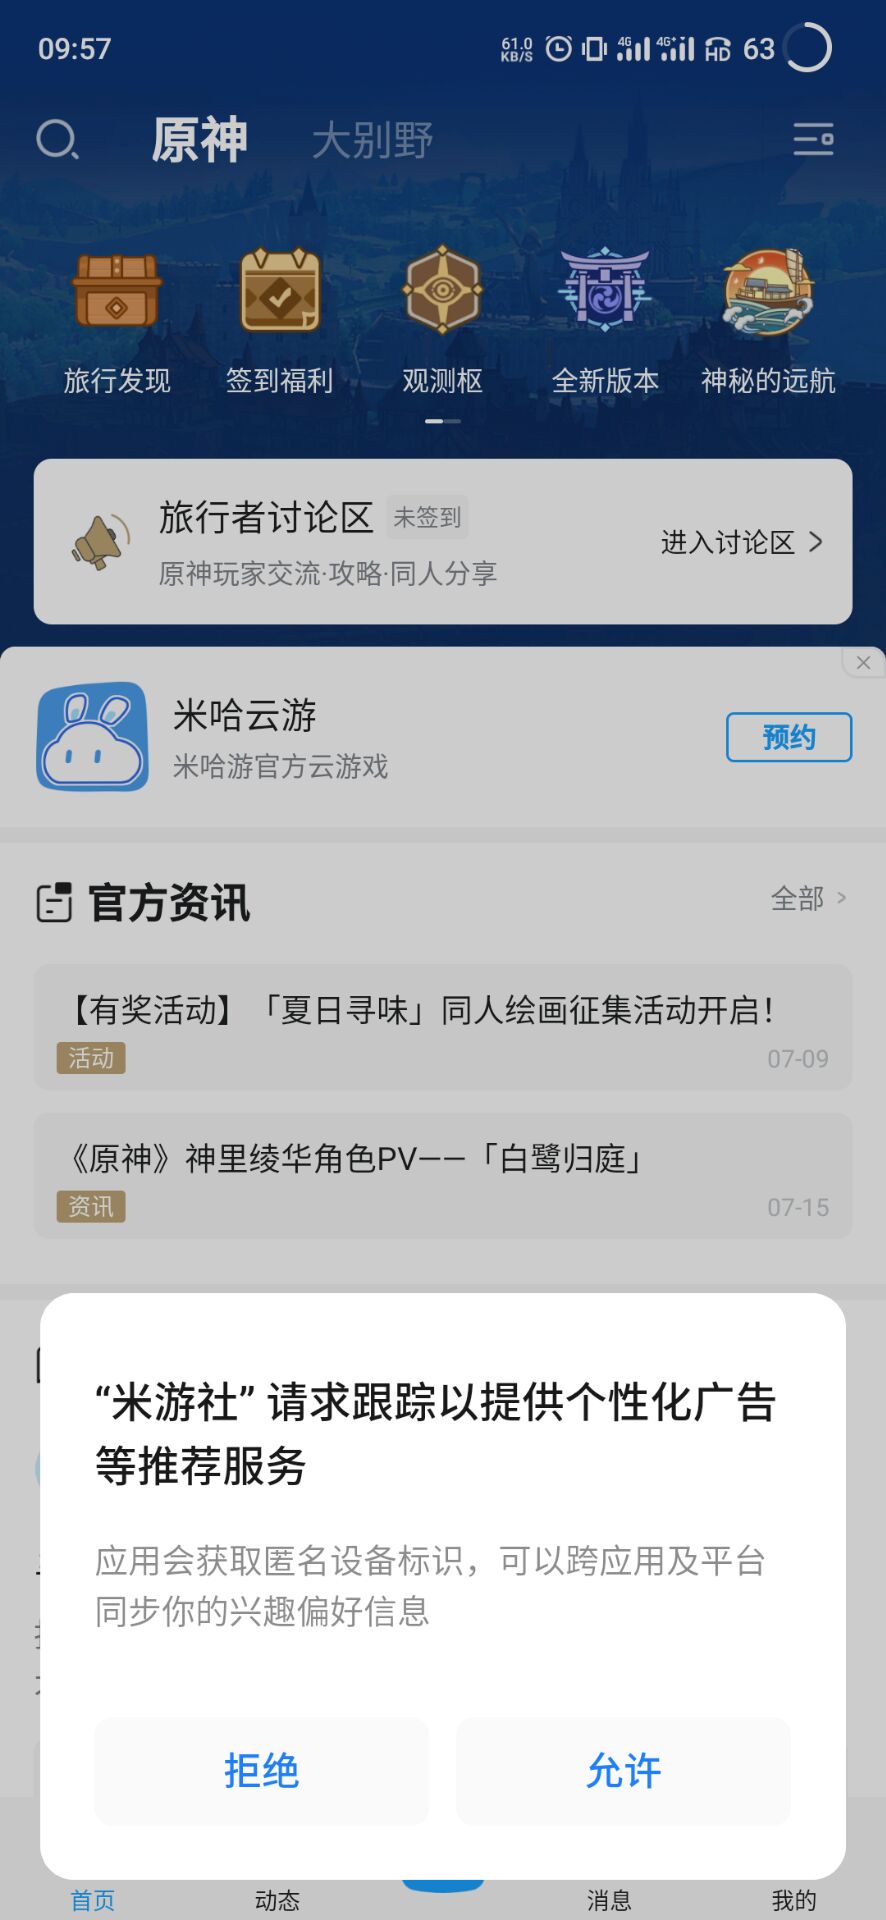 09:57
61.0
KB/S
4G
4G+
HD
63
原神
大别野
旅行发现
签到福利
观测枢
全新版本
神秘的远航
旅行者讨论区
未签到
进入讨论区
原神玩家交流·攻略·同人分享
米哈云游
米哈游官方云游戏
预约
官方资讯
全部
【有奖活动】「夏日寻味」同人绘画征集活动开启！
活动
07-09
《原神》神里绫华角色PV——「白鹭归庭」
资讯
07-15
“米游社” 请求跟踪以提供个性化广告
等推荐服务
应用会获取匿名设备标识，可以跨应用及平台
同步你的兴趣偏好信息
拒绝
允许
首页
动态
消息
我的